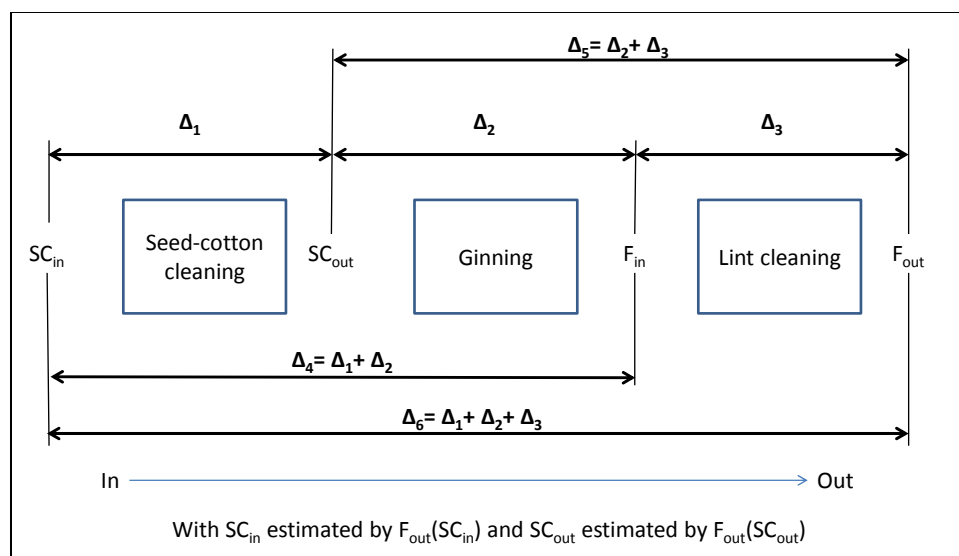 Δ5= Δ2+ Δ3
Δ1 Δ2 Δ3
SCin Seed-cotton cleaning SCout Ginning Fin Lint cleaning Fout
Δ4= Δ1+ Δ2
Δ6= Δ1+ Δ2+ Δ3
In Out
With SCin estimated by Fout(SCin) and SCout estimated by Fout(SCout)